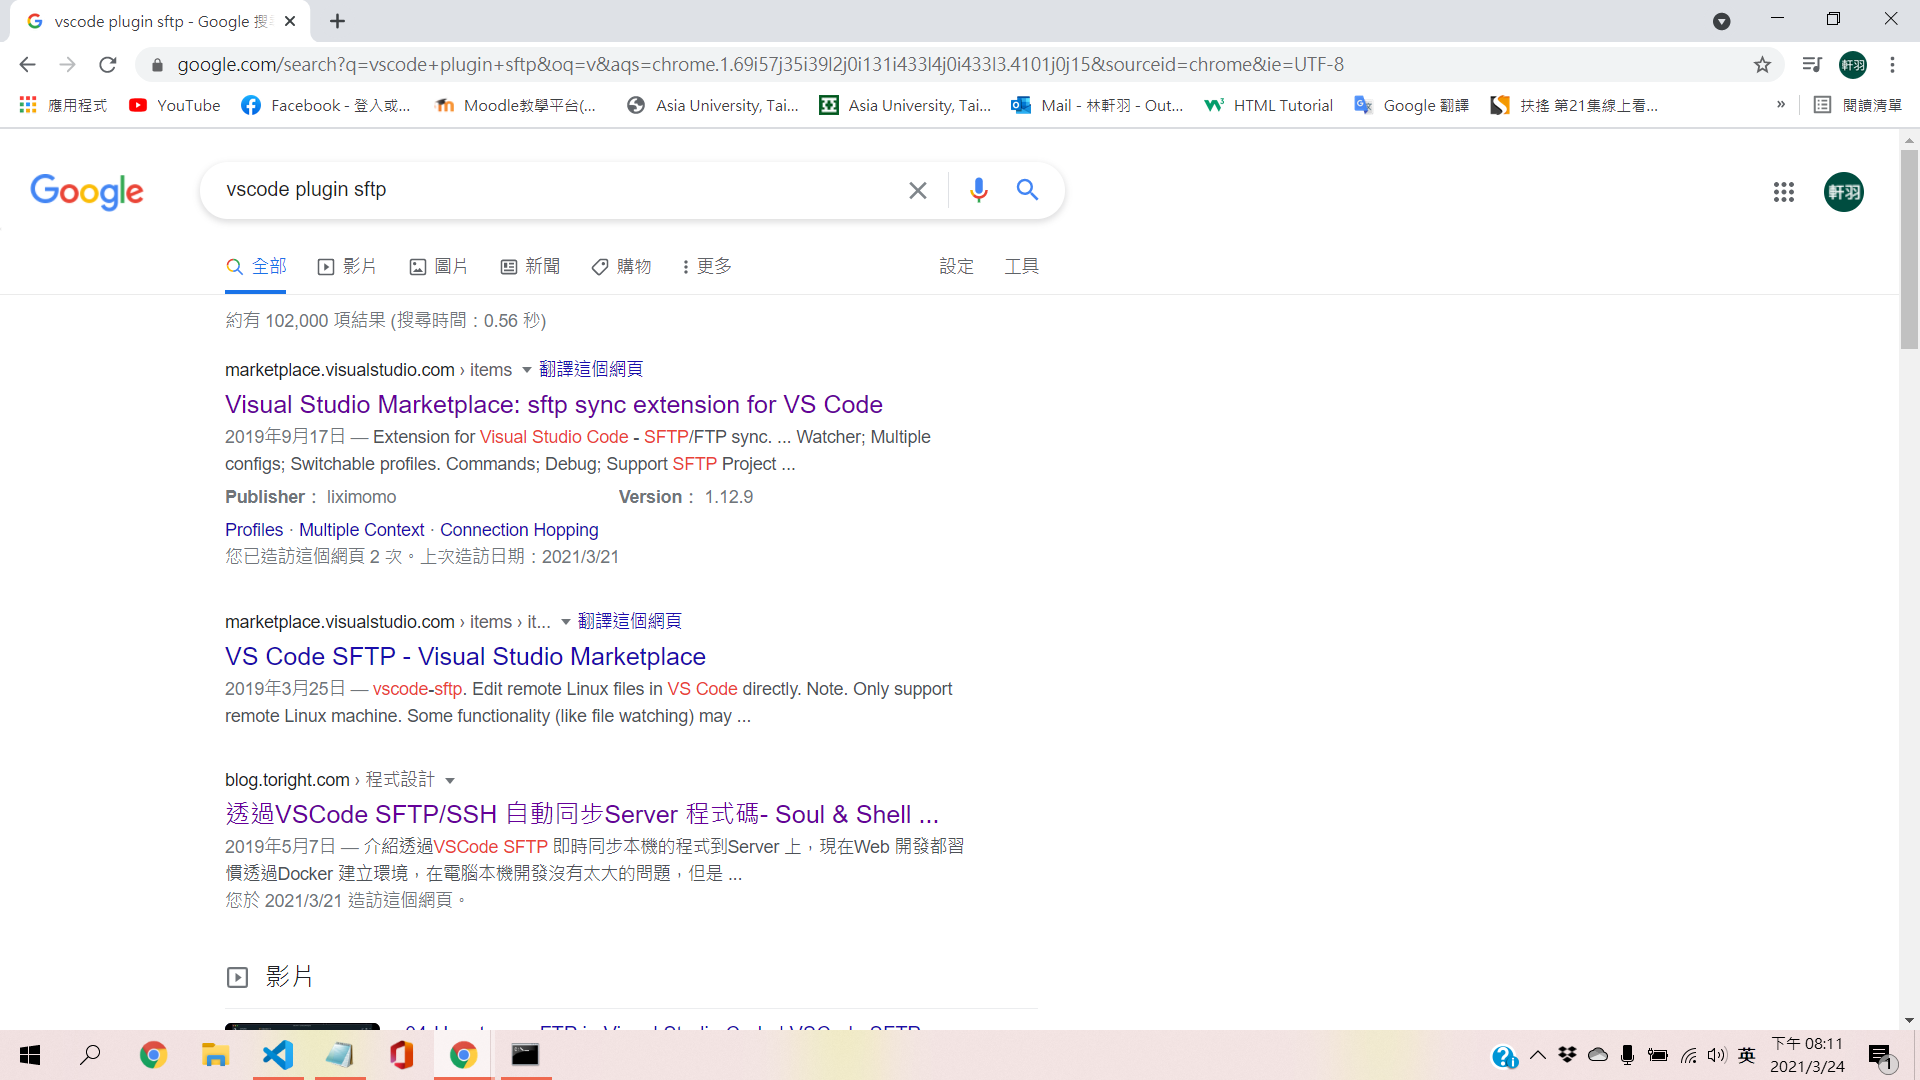 vscode plugin sftp - Google 搜尋
google.com/search?q=vscode+plugin+sftp&oq=v&aqs=chrome.1.69i57j35i39l2j0i131i433l4j0i433l3.4101j0j15&sourceid=chrome&ie=UTF-8
軒羽
應用程式 YouTube Facebook - 登入或... Moodle教學平台(... Asia University, Tai... Asia University, Tai... Mail - 林軒羽 - Out... HTML Tutorial Google 翻譯 扶搖 第21集線上看... » 閱讀清單
Google
vscode plugin sftp
軒羽
全部 影片 圖片 新聞 購物 更多 設定 工具
約有 102,000 項結果 (搜尋時間：0.56 秒)
marketplace.visualstudio.com › items 翻譯這個網頁
Visual Studio Marketplace: sftp sync extension for VS Code
2019年9月17日 — Extension for Visual Studio Code - SFTP/FTP sync. ... Watcher; Multiple
configs; Switchable profiles. Commands; Debug; Support SFTP Project ...
Publisher： liximomo Version： 1.12.9
Profiles · Multiple Context · Connection Hopping
您已造訪這個網頁 2 次。上次造訪日期：2021/3/21
marketplace.visualstudio.com › items › it... 翻譯這個網頁
VS Code SFTP - Visual Studio Marketplace
2019年3月25日 — vscode-sftp. Edit remote Linux files in VS Code directly. Note. Only support
remote Linux machine. Some functionality (like file watching) may ...
blog.toright.com › 程式設計
透過VSCode SFTP/SSH 自動同步Server 程式碼- Soul & Shell ...
2019年5月7日 — 介紹透過VSCode SFTP 即時同步本機的程式到Server 上，現在Web 開發都習
慣透過Docker 建立環境，在電腦本機開發沒有太大的問題，但是 ...
您於 2021/3/21 造訪這個網頁。
影片
英
下午 08:11
2021/3/24
1